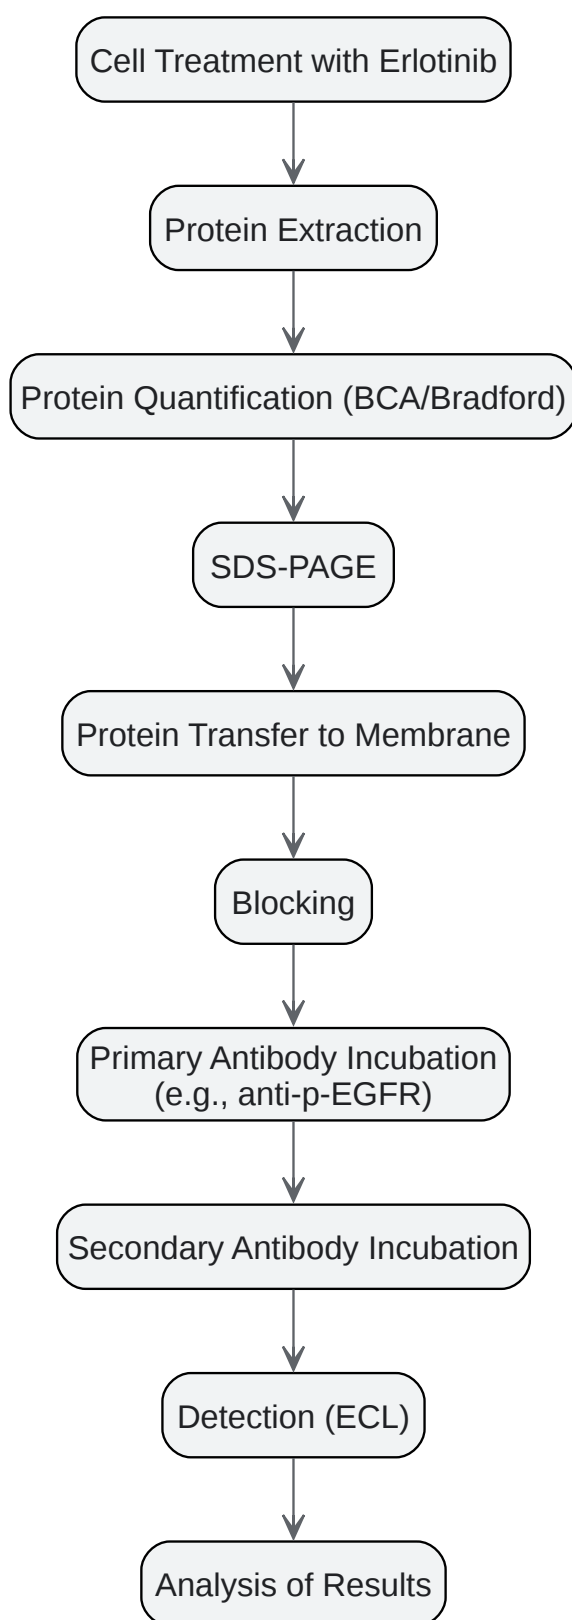 Cell Treatment with Erlotinib
Protein Extraction
Protein Quantification (BCA/Bradford)
SDS-PAGE
Protein Transfer to Membrane
Blocking
Primary Antibody Incubation
(e.g., anti-p-EGFR)
Secondary Antibody Incubation
Detection (ECL)
Analysis of Results